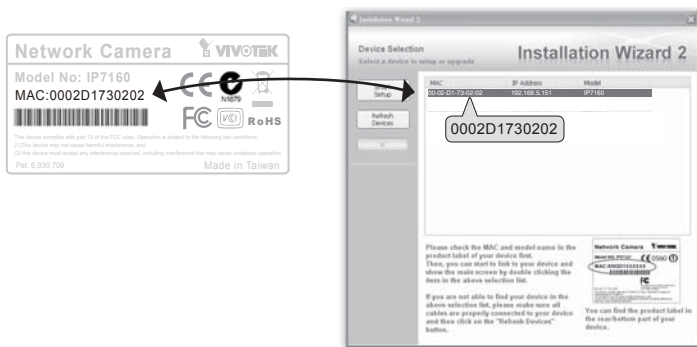 Network Camera
VIVOTEK
Model No: IP7160
MAC:0002D1730202
N1679
FC
VCI
RoHS
This device complies with part 15 of the FCC rules. Operation is subject to the following two conditions:
(1)This device may not cause harmful interference, and
(2) this device must accept any interference received, including interference that may cause undesired operation.
Pat. 6,930,709
Made in Taiwan
Installation Wizard 2
Device Selection
Select a device to setup or upgrade
Installation Wizard 2
Setup
Refresh
Devices
MAC
IP Address
Model
00-02-D1-73-02-02
192.168.5.151
IP7160
0002D1730202
Please check the MAC and model name in the
product label of your device first.
Then, you can start to link to your device and
show the main screen by double clicking the
item in the above selection list.
If you are not able to find your device in the
above selection list, please make sure all
cables are properly connected to your device
and then click on the "Refresh Devices"
button.
Network Camera
VIVOTEK
0560
MAC:0002D1XXXXXX
FC
You can find the product label in
the rear/bottom part of your
device.